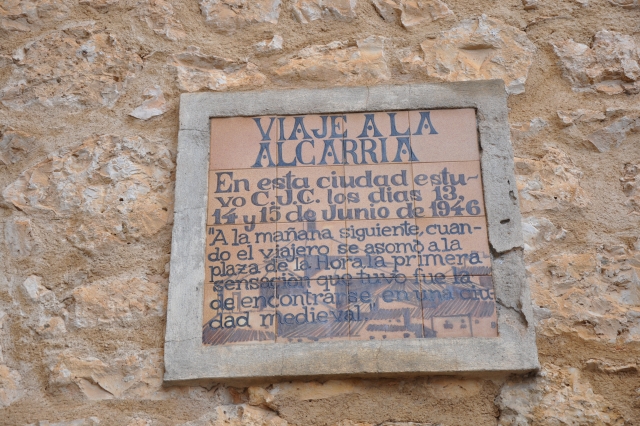 VIAJE A LA
ALCARRIA
En esta ciudad estu-
vo C.J.C. los dias 13,
14 y 15 de Junio de 1946
"A la mañana siguiente, cuan-
do el viajero se asomó a la
plaza de la Hora, la primera
sensación que tuvo fue la
de encontrarse, en una ciu
dad medieval."